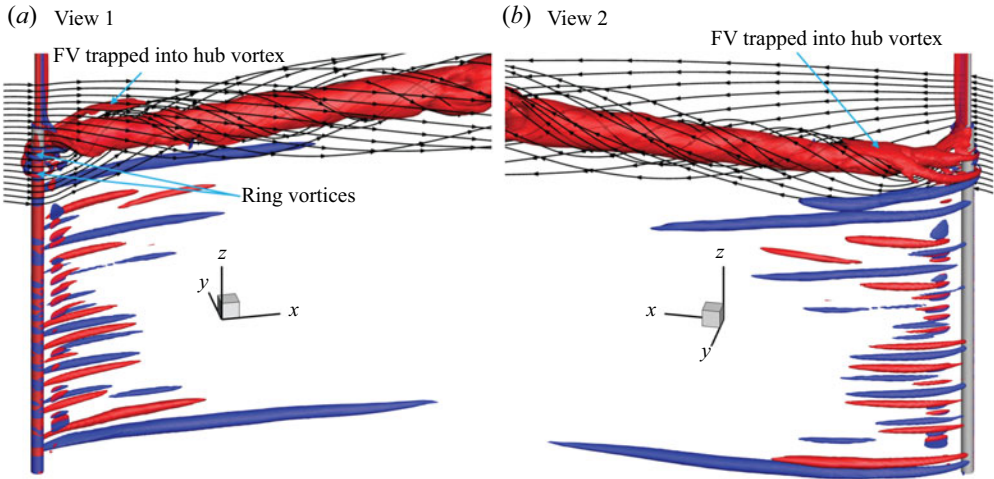 (a) View 1
FV trapped into hub vortex
Ring vortices
z
y
x
(b) View 2
FV trapped into hub vortex
z
x
y